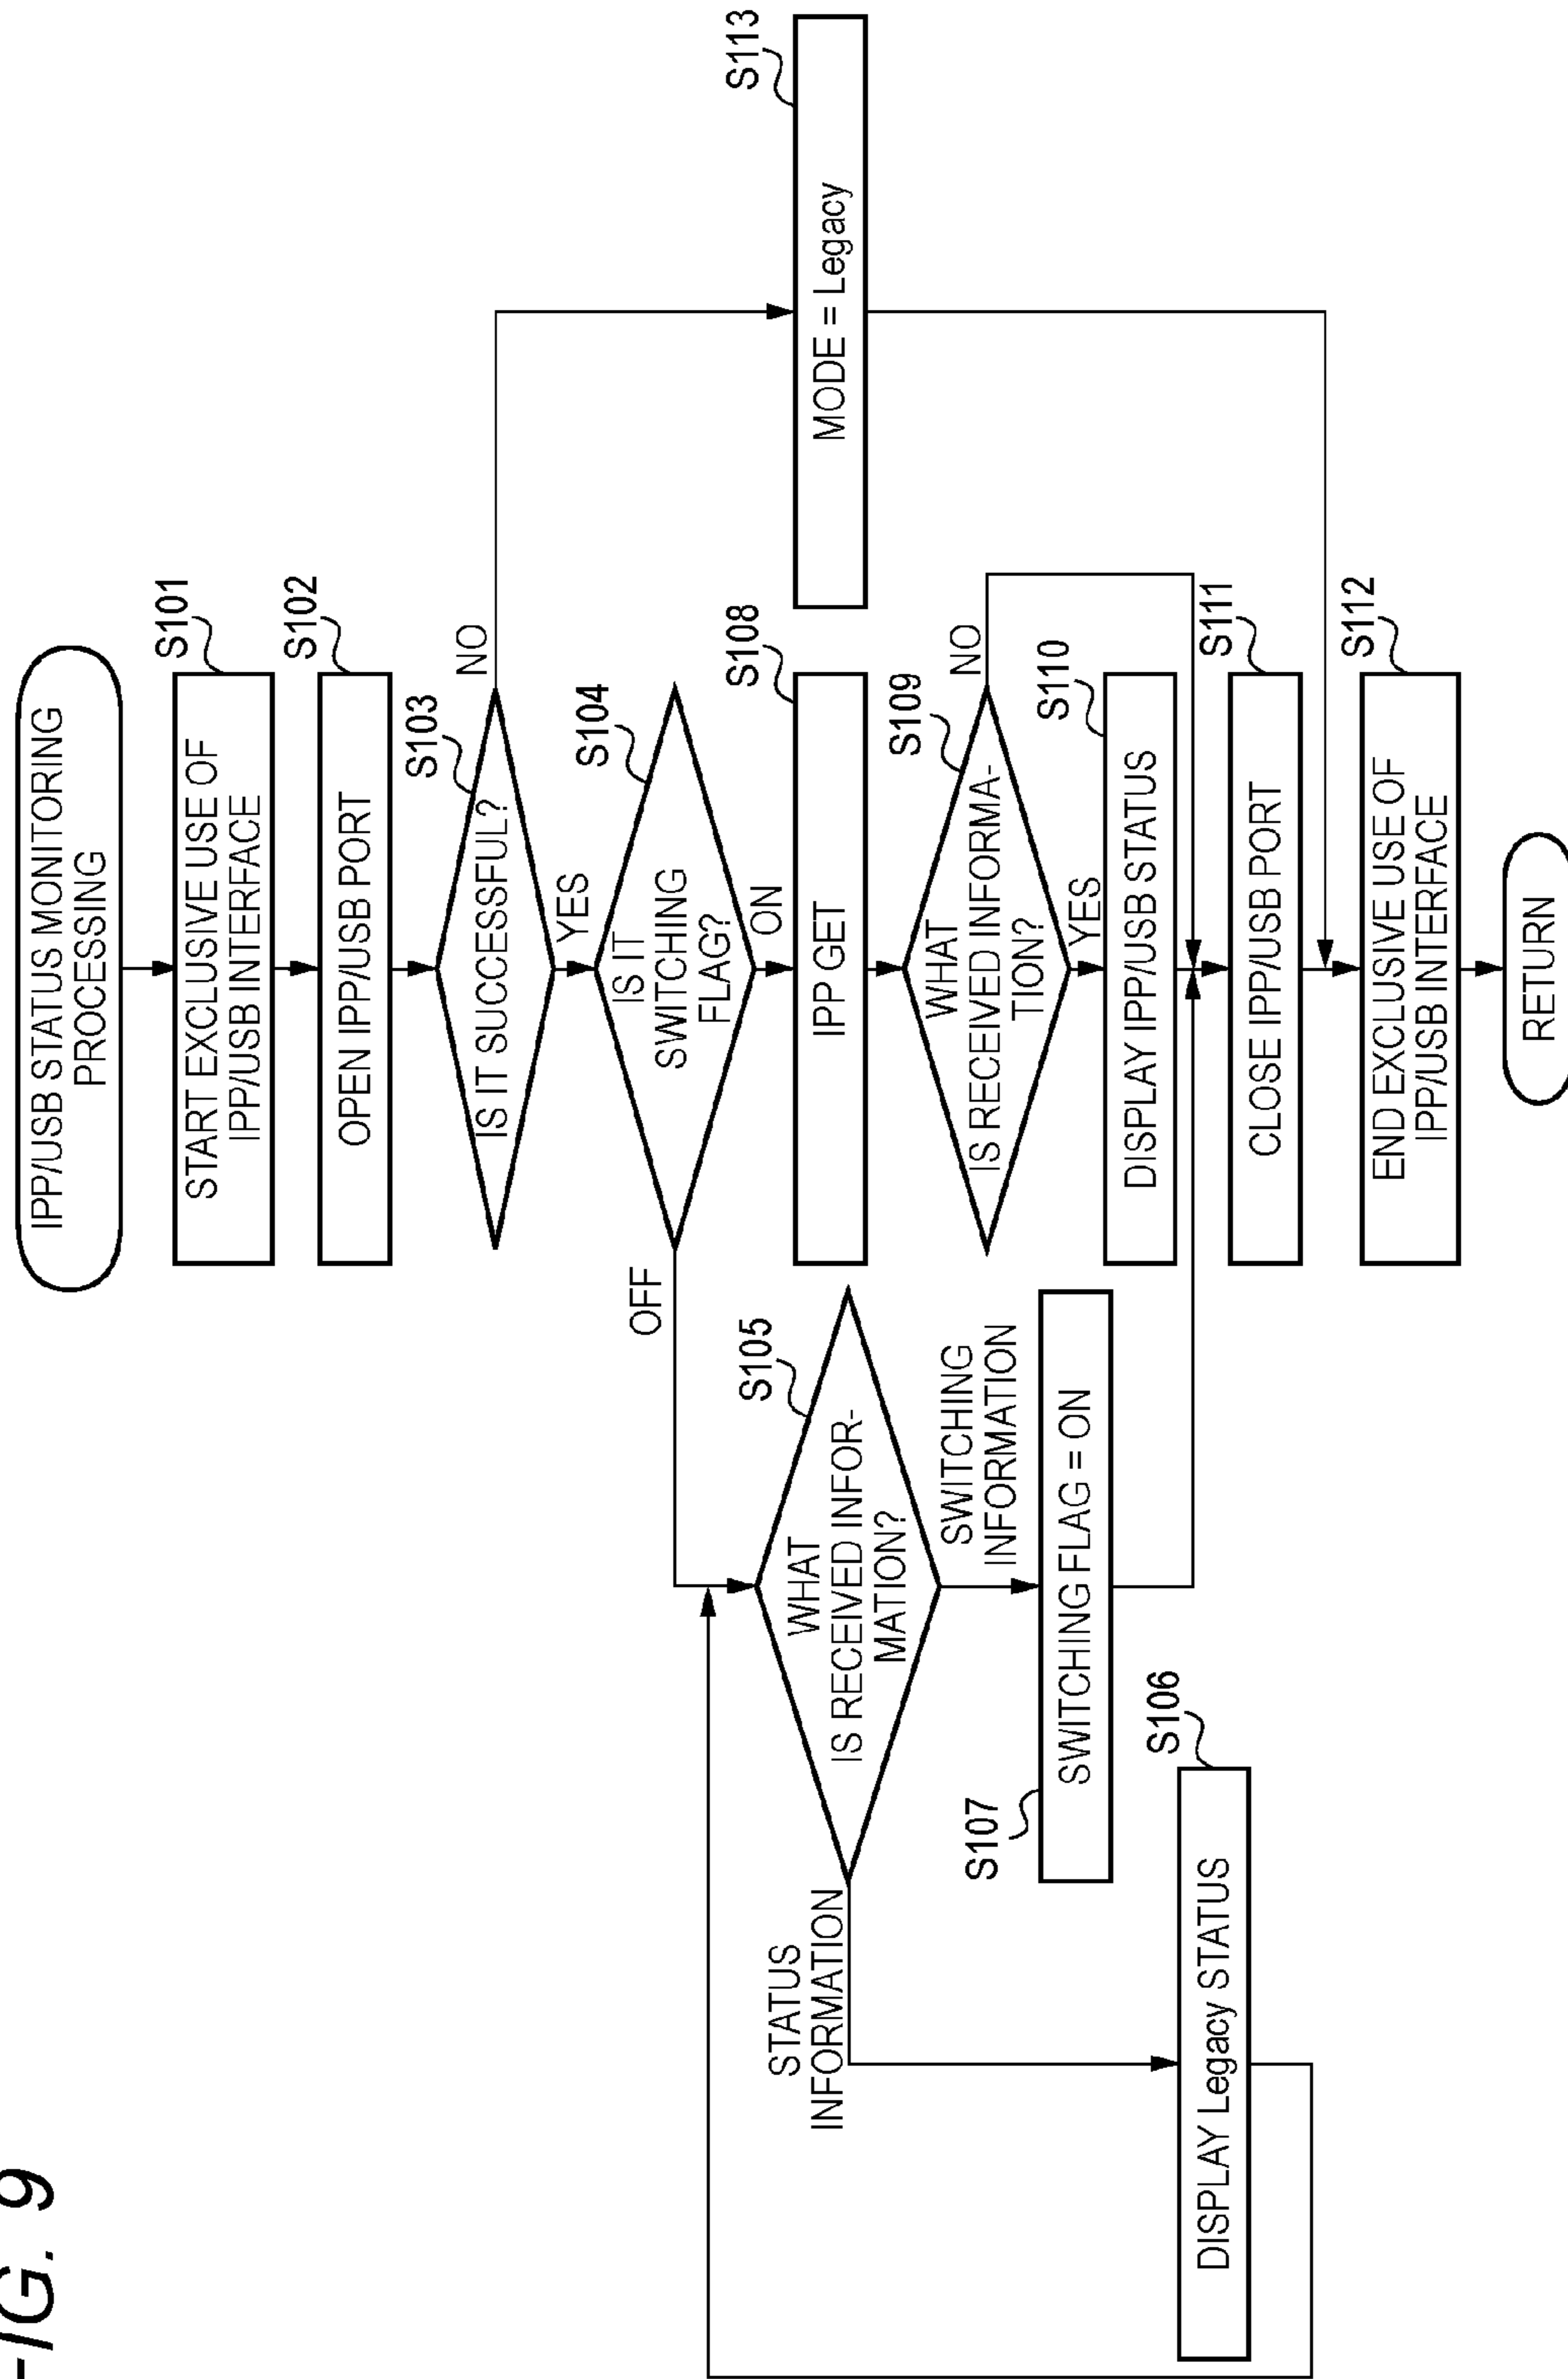 FIG. 9
IPP/USB STATUS MONITORING
PROCESSING
S101
START EXCLUSIVE USE OF
IPP/USB INTERFACE
S102
OPEN IPP/USB PORT
S103
IS IT SUCCESSFUL?
NO
YES
S104
IS IT
SWITCHING
FLAG?
OFF
ON
S105
WHAT
IS RECEIVED INFOR-
MATION?
STATUS
INFORMATION
SWITCHING
INFORMATION
S107
SWITCHING FLAG = ON
S106
DISPLAY Legacy STATUS
S108
IPP GET
S109
WHAT
IS RECEIVED INFORMA-
TION?
NO
YES
S110
DISPLAY IPP/USB STATUS
S111
CLOSE IPP/USB PORT
S113
MODE = Legacy
S112
END EXCLUSIVE USE OF
IPP/USB INTERFACE
RETURN